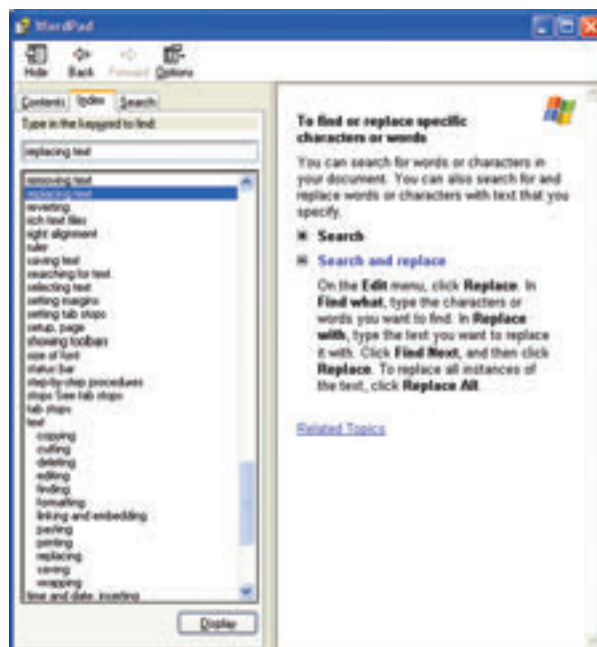 WordPad
Hide Back Forward Options
Contents Index Search
Type in the keyword to find:
replacing text
removing text
replacing text
reverting
rich text files
right alignment
ruler
saving text
searching for text
selecting text
setting margins
setting tab stops
setup, page
showing toolbars
size of font
status bar
step-by-step procedures
stops See tab stops
tab stops
text
copying
cutting
deleting
editing
finding
formatting
linking and embedding
pasting
printing
replacing
saving
wrapping
time and date, inserting
Display
To find or replace specific
characters or words
You can search for words or characters in
your document. You can also search for and
replace words or characters with text that you
specify.
Search
Search and replace
On the Edit menu, click Replace. In
Find what, type the characters or
words you want to find. In Replace
with, type the text you want to replace
it with. Click Find Next, and then click
Replace. To replace all instances of
the text, click Replace All.
Related Topics